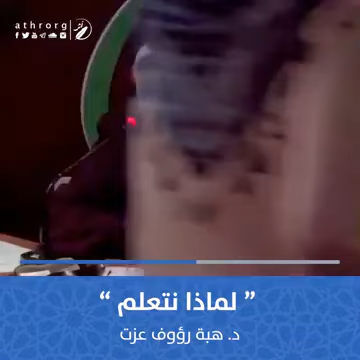 athrorg
” لماذا نتعلم “
د. هبة رؤوف عزت